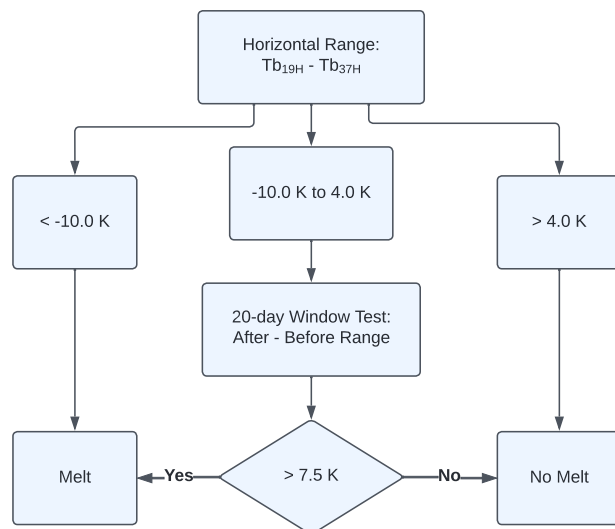 Horizontal Range:
Tb19H - Tb37H
< -10.0 K
-10.0 K to 4.0 K
> 4.0 K
20-day Window Test:
After - Before Range
Melt
Yes
> 7.5 K
No
No Melt